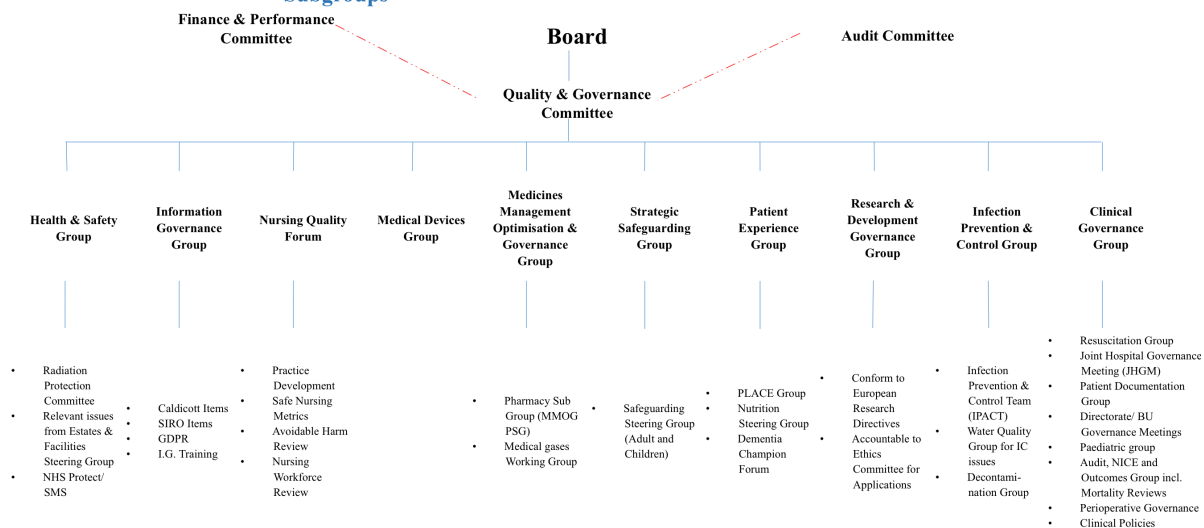 Subgroups
Finance & Performance
Committee
Board
Audit Committee
Quality & Governance
Committee
Health & Safety
Group
Information
Governance
Group
Nursing Quality
Forum
Medical Devices
Group
Medicines
Management
Optimisation &
Governance
Group
Strategic
Safeguarding
Group
Patient
Experience
Group
Research &
Development
Governance
Group
Infection
Prevention &
Control Group
Clinical
Governance
Group
• Radiation
Protection
Committee
• Relevant issues
from Estates &
Facilities
Steering Group
• NHS Protect/
SMS
• Caldicott Items
• SIRO Items
• GDPR
• I.G. Training
• Practice
Development
• Safe Nursing
Metrics
• Avoidable Harm
Review
• Nursing
Workforce
Review
• Pharmacy Sub
Group (MMOG
PSG)
• Medical gases
Working Group
• Safeguarding
Steering Group
(Adult and
Children)
• PLACE Group
• Nutrition
Steering Group
• Dementia
Champion
Forum
• Conform to
European
Research
Directives
• Accountable to
Ethics
Committee for
Applications
• Infection
Prevention &
Control Team
(IPACT)
• Water Quality
Group for IC
issues
• Decontami-
nation Group
• Resuscitation Group
• Joint Hospital Governance
Meeting (JHGM)
• Patient Documentation
Group
• Directorate/ BU
Governance Meetings
• Paediatric group
• Audit, NICE and
Outcomes Group incl.
Mortality Reviews
• Perioperative Governance
• Clinical Policies